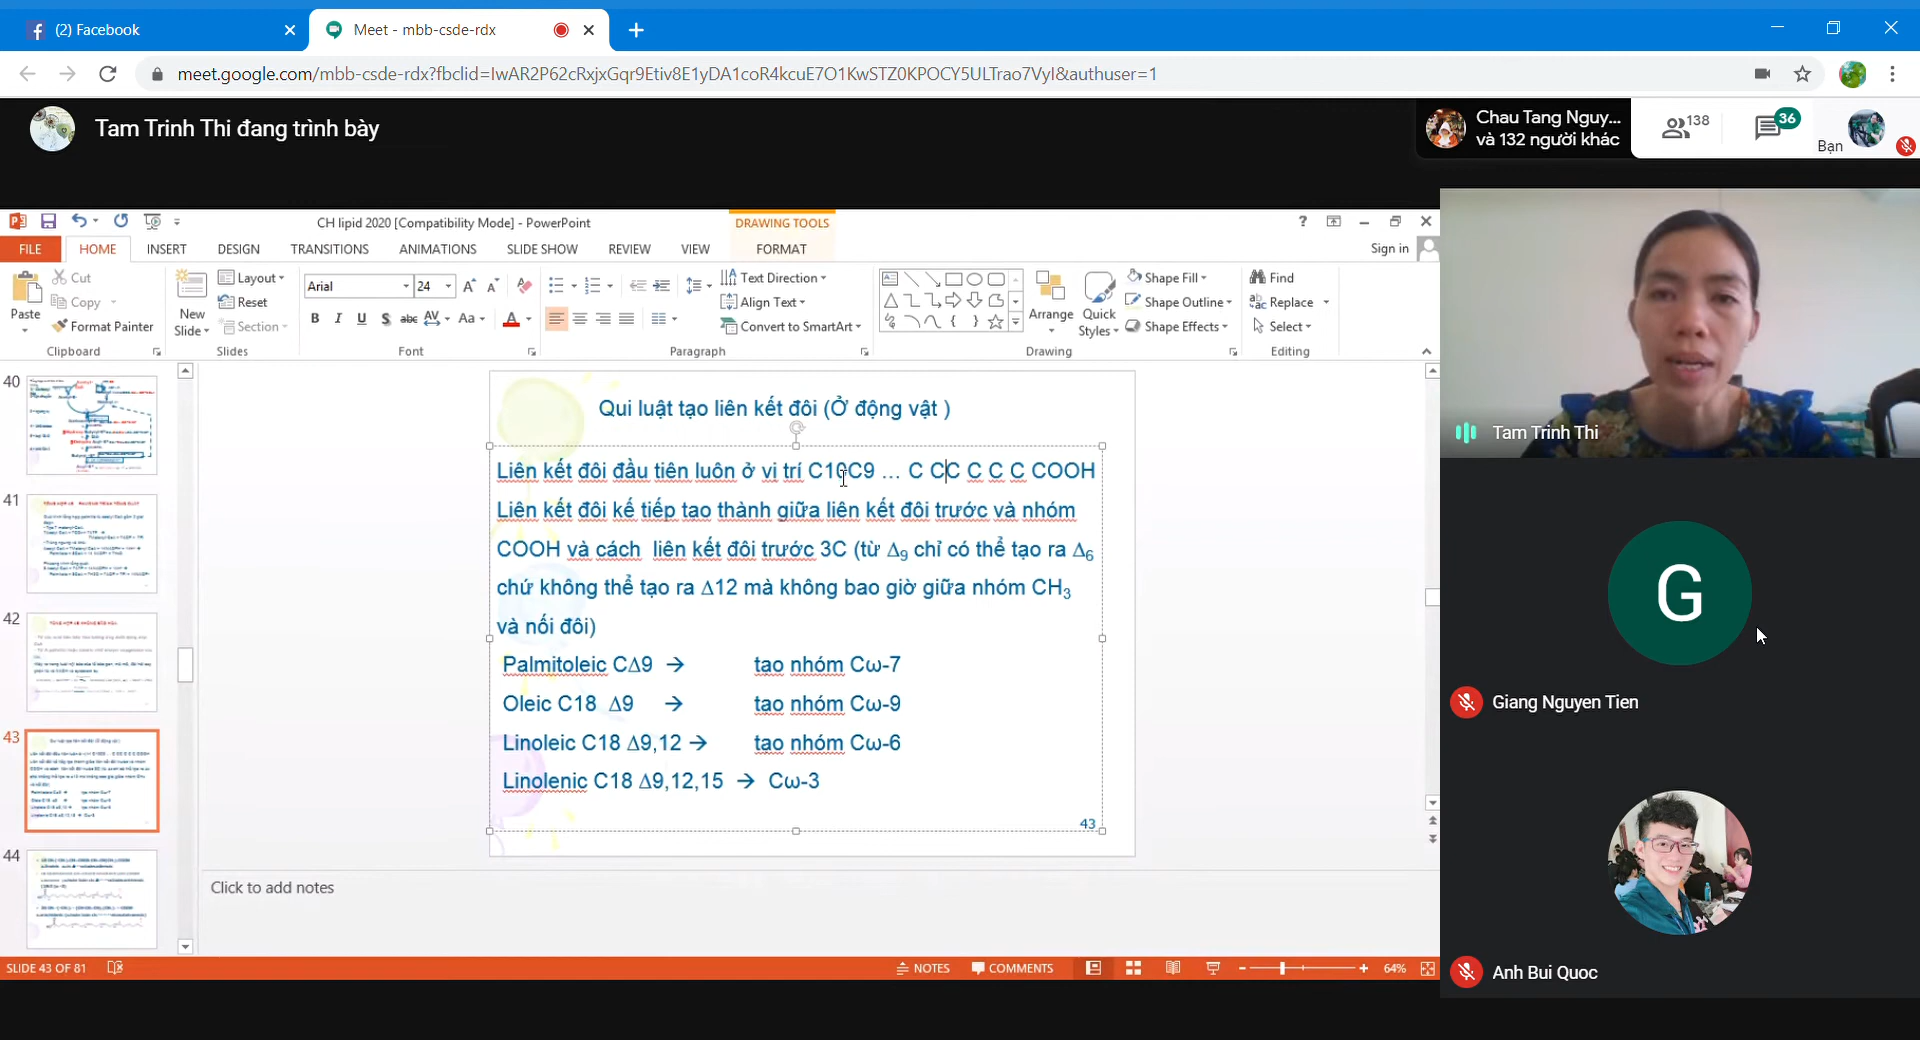 (2) Facebook
Meet - mbb-csde-rdx
meet.google.com/mbb-csde-rdx?fbclid=IwAR2P62cRxjxGqr9Etiv8E1yDA1coR4kcuE7O1KwSTZ0KPOCY5ULTrao7VyI&authuser=1
Tam Trinh Thi đang trình bày
Chau Tang Nguy...
và 132 người khác
138
36
Bạn
CH lipid 2020 [Compatibility Mode] - PowerPoint
DRAWING TOOLS
FILE HOME INSERT DESIGN TRANSITIONS ANIMATIONS SLIDE SHOW REVIEW VIEW FORMAT
Sign in
Paste
Cut
Copy
Format Painter
Clipboard
New
Slide
Layout
Reset
Section
Slides
Arial 24
B I U S abc AV Aa A
Font
Text Direction
Align Text
Convert to SmartArt
Paragraph
Arrange
Quick
Styles
Shape Fill
Shape Outline
Shape Effects
Drawing
Find
Replace
Select
Editing
40
41
42
43
44
Qui luật tạo liên kết đôi (Ở động vật )
Liên kết đôi đầu tiên luôn ở vị trí C10C9 ... C CC C C C COOH
Liên kết đôi kế tiếp tạo thành giữa liên kết đôi trước và nhóm
COOH và cách liên kết đôi trước 3C (từ Δ9 chỉ có thể tạo ra Δ6
chứ không thể tạo ra Δ12 mà không bao giờ giữa nhóm CH3
và nối đôi)
Palmitoleic CΔ9 → tạo nhóm Cω-7
Oleic C18 Δ9 → tạo nhóm Cω-9
Linoleic C18 Δ9,12 → tạo nhóm Cω-6
Linolenic C18 Δ9,12,15 → Cω-3
43
Click to add notes
SLIDE 43 OF 81
NOTES
COMMENTS
64%
Tam Trinh Thi
G
Giang Nguyen Tien
Anh Bui Quoc